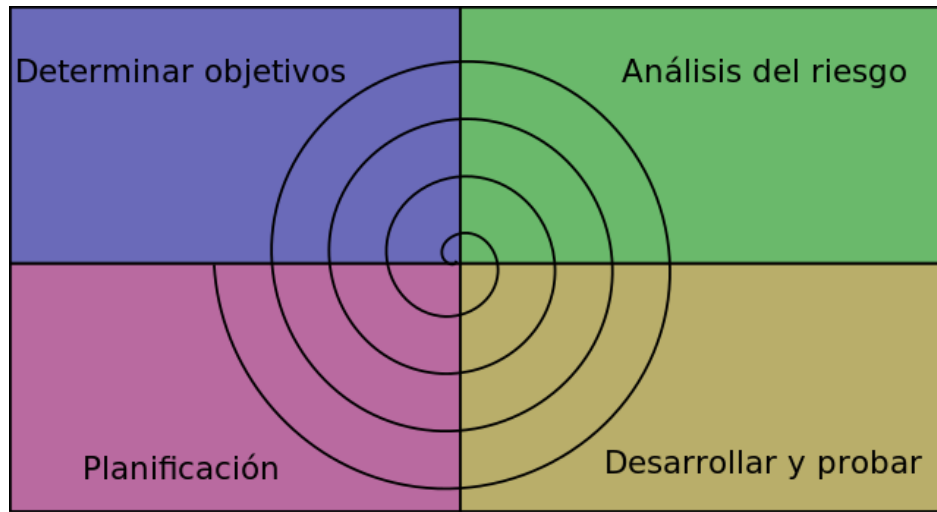 Determinar objetivos
Análisis del riesgo
Planificación
Desarrollar y probar